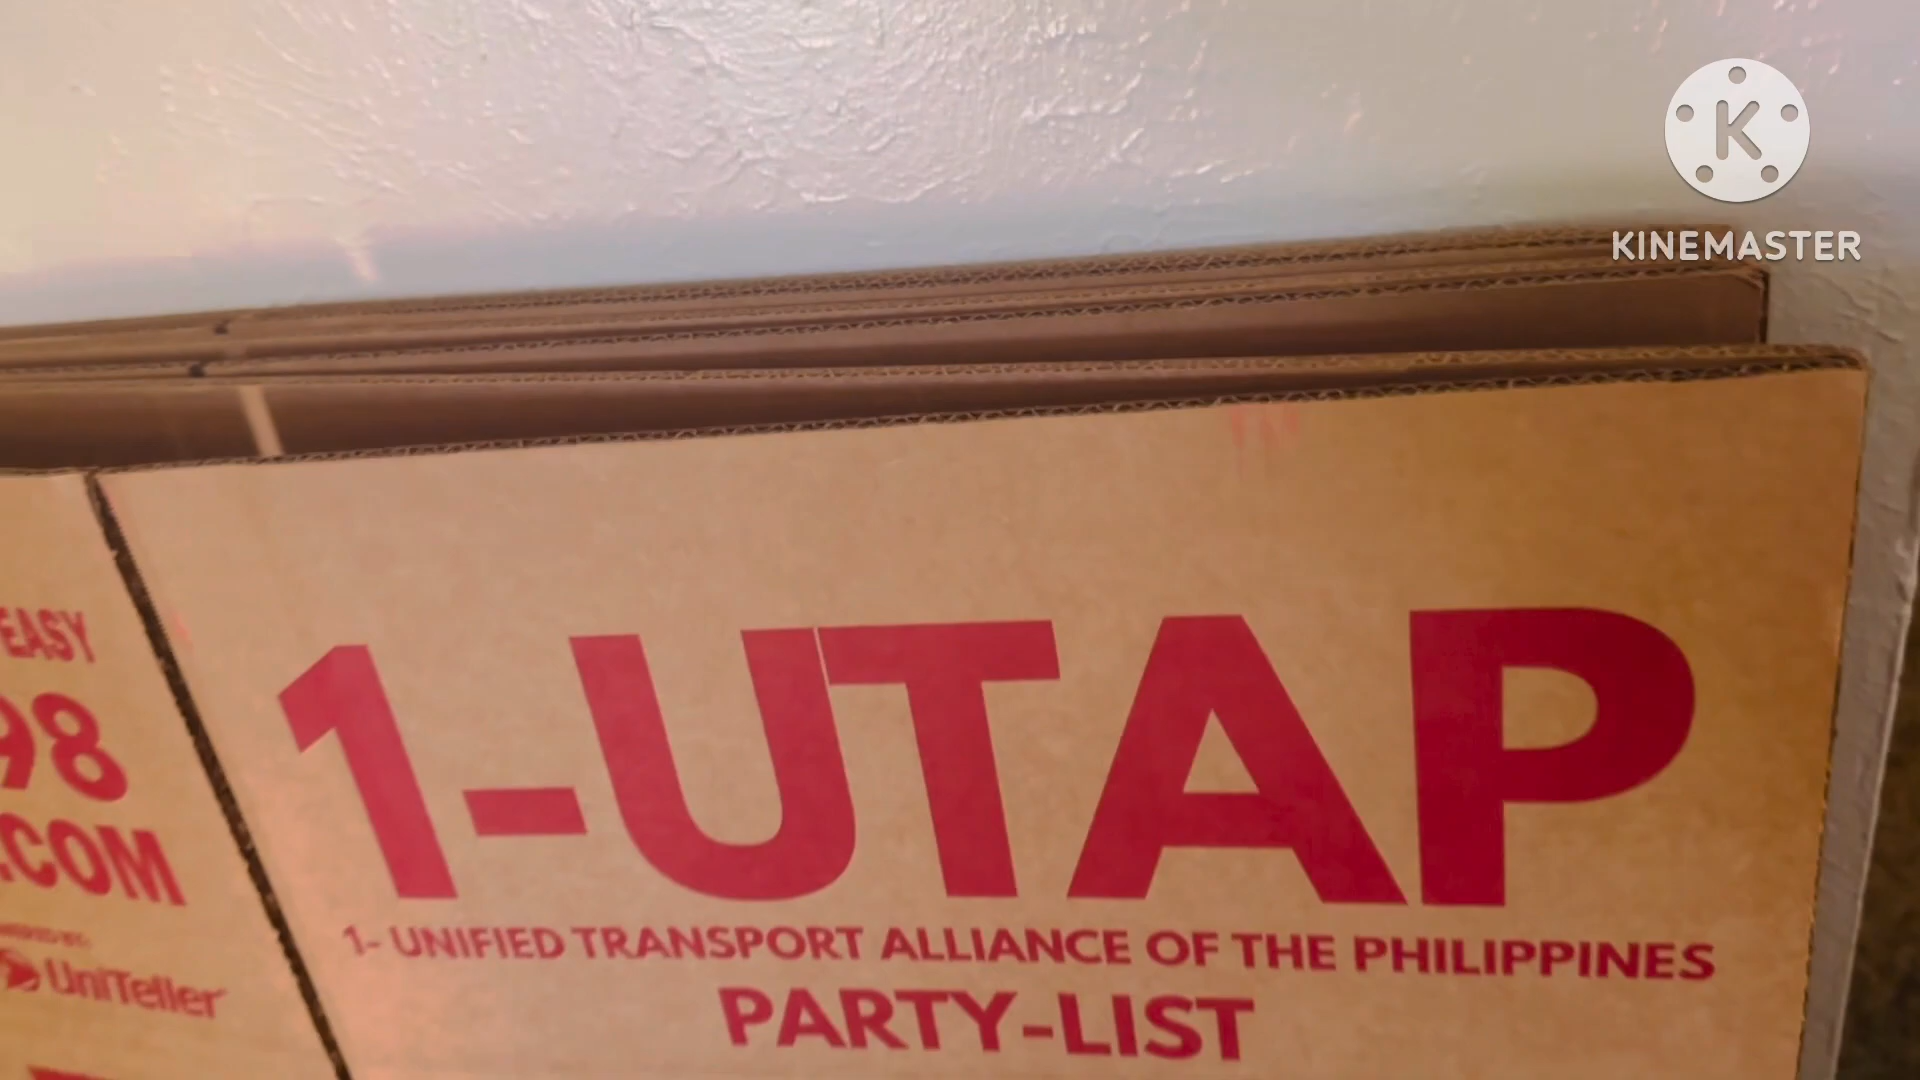 K
KINEMASTER
EASY
98
.COM
UniTeller
1-UTAP
1- UNIFIED TRANSPORT ALLIANCE OF THE PHILIPPINES
PARTY-LIST